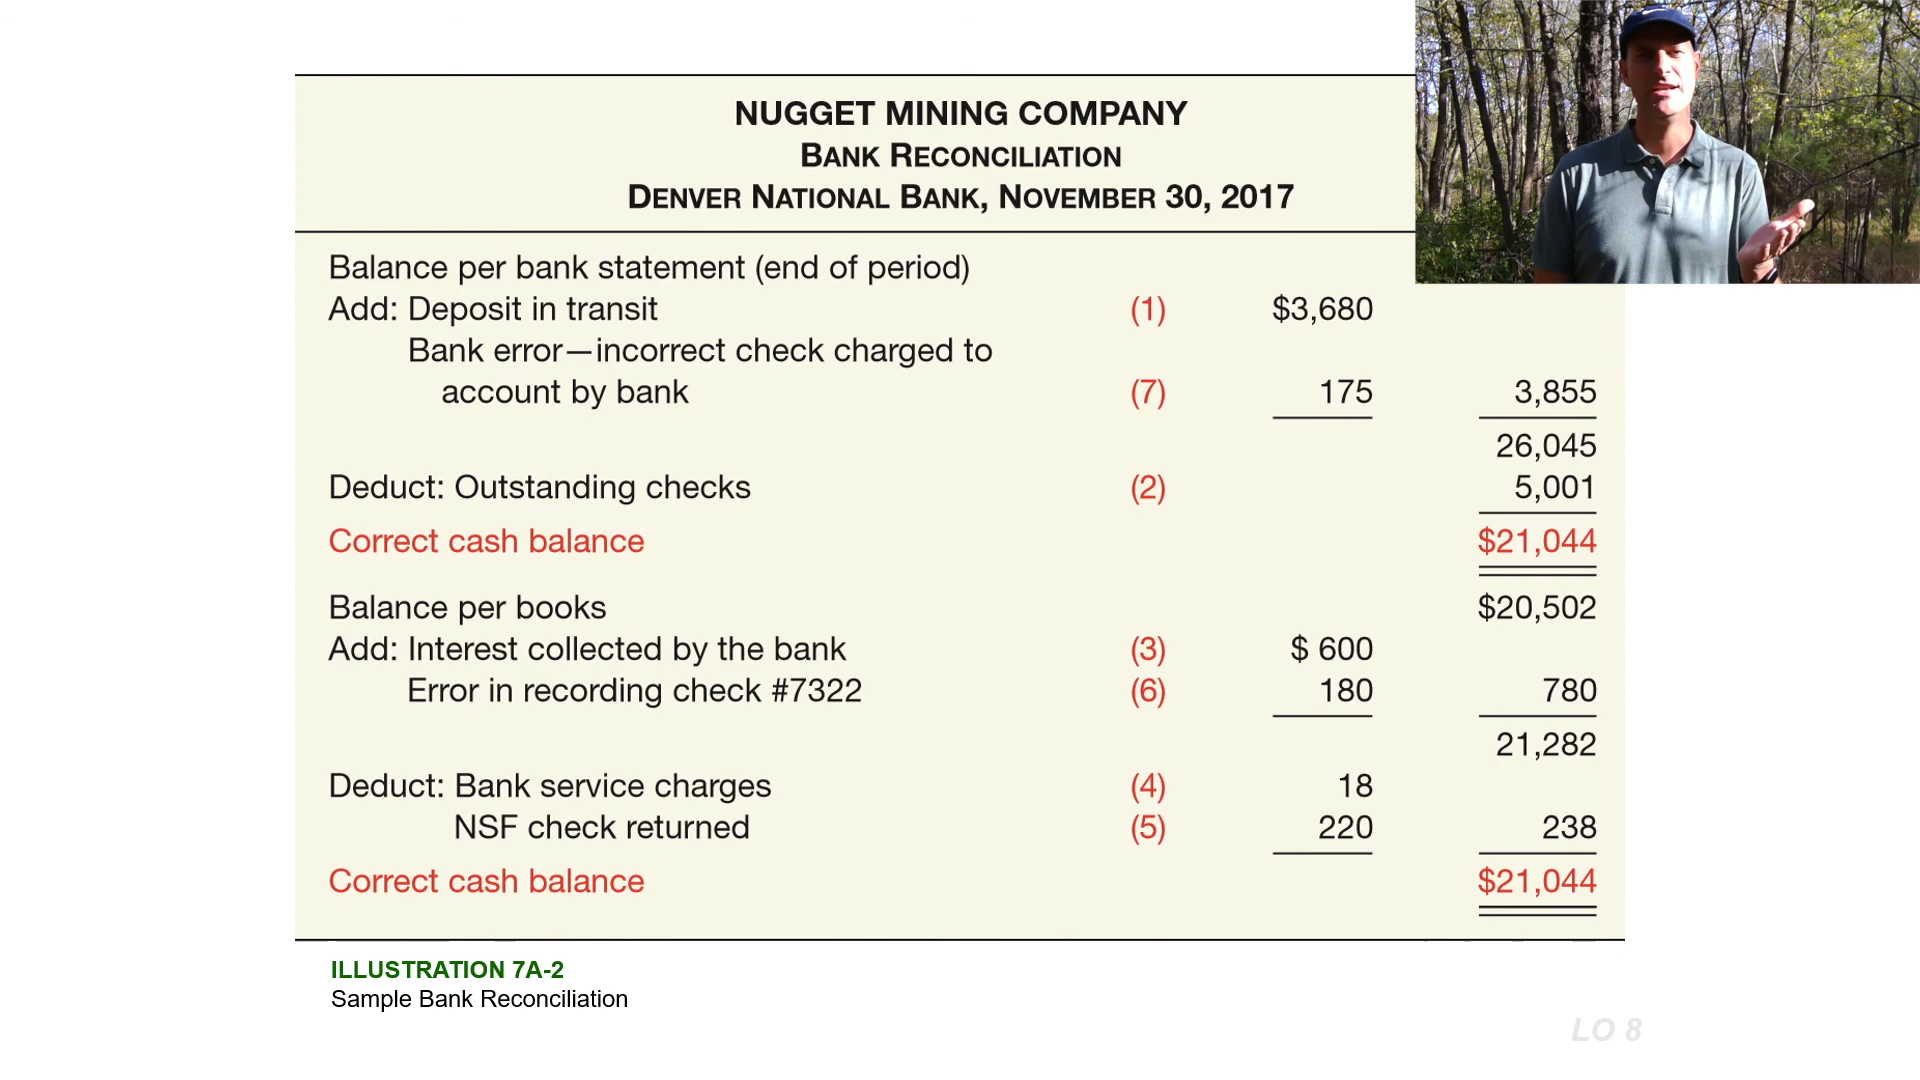 NUGGET MINING COMPANY
BANK RECONCILIATION
DENVER NATIONAL BANK, NOVEMBER 30, 2017
Balance per bank statement (end of period)
Add: Deposit in transit (1) $3,680
Bank error—incorrect check charged to
account by bank (7) 175 3,855
26,045
Deduct: Outstanding checks (2) 5,001
Correct cash balance $21,044
Balance per books $20,502
Add: Interest collected by the bank (3) $ 600
Error in recording check #7322 (6) 180 780
21,282
Deduct: Bank service charges (4) 18
NSF check returned (5) 220 238
Correct cash balance $21,044
ILLUSTRATION 7A-2
Sample Bank Reconciliation
LO 8